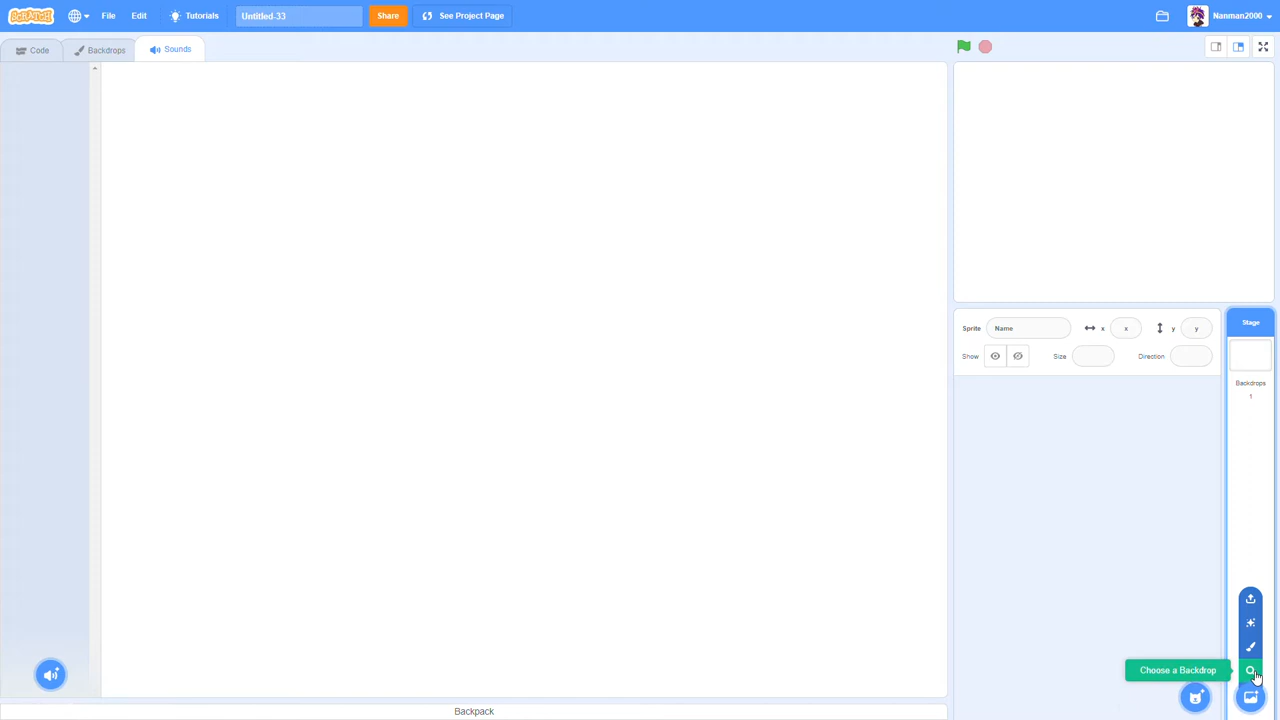 SCRATCH File Edit Tutorials Untitled-33 Share See Project Page Nanman2000
Code Backdrops Sounds
Sprite Name x x y y
Show Size Direction
Stage
Backdrops
1
Choose a Backdrop
Backpack